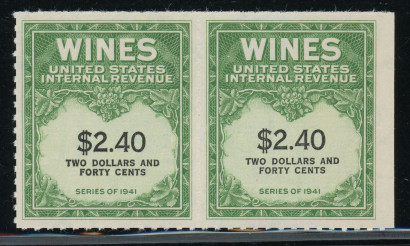 WINES
UNITED STATES
INTERNAL REVENUE
$2.40
TWO DOLLARS AND
FORTY CENTS
SERIES OF 1941
WINES
UNITED STATES
INTERNAL REVENUE
$2.40
TWO DOLLARS AND
FORTY CENTS
SERIES OF 1941